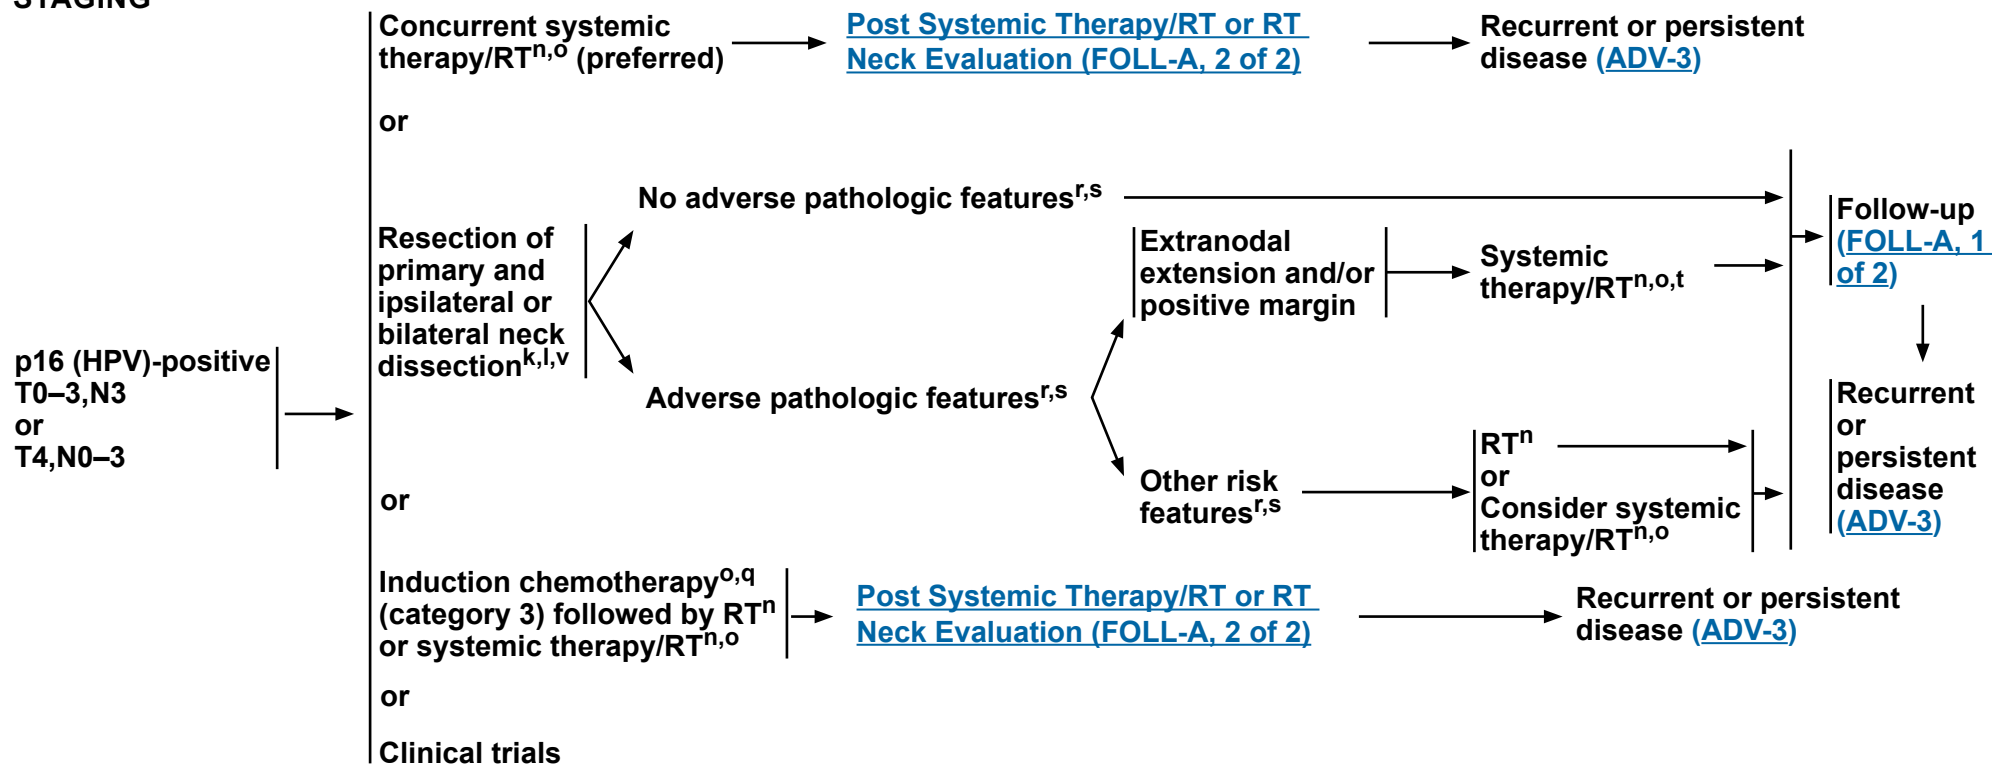 STAGING
p16 (HPV)-positive
T0–3,N3
or
T4,N0–3
Concurrent systemic
therapy/RTn,o (preferred)
Post Systemic Therapy/RT or RT
Neck Evaluation (FOLL-A, 2 of 2)
Recurrent or persistent
disease (ADV-3)
or
Resection of
primary and
ipsilateral or
bilateral neck
dissectionk,l,v
No adverse pathologic featuresr,s
Adverse pathologic featuresr,s
Extranodal
extension and/or
positive margin
Systemic
therapy/RTn,o,t
Other risk
featuresr,s
RTn
or
Consider systemic
therapy/RTn,o
Follow-up
(FOLL-A, 1
of 2)
Recurrent
or
persistent
disease
(ADV-3)
or
Induction chemotherapyo,q
(category 3) followed by RTn
or systemic therapy/RTn,o
Post Systemic Therapy/RT or RT
Neck Evaluation (FOLL-A, 2 of 2)
Recurrent or persistent
disease (ADV-3)
or
Clinical trials